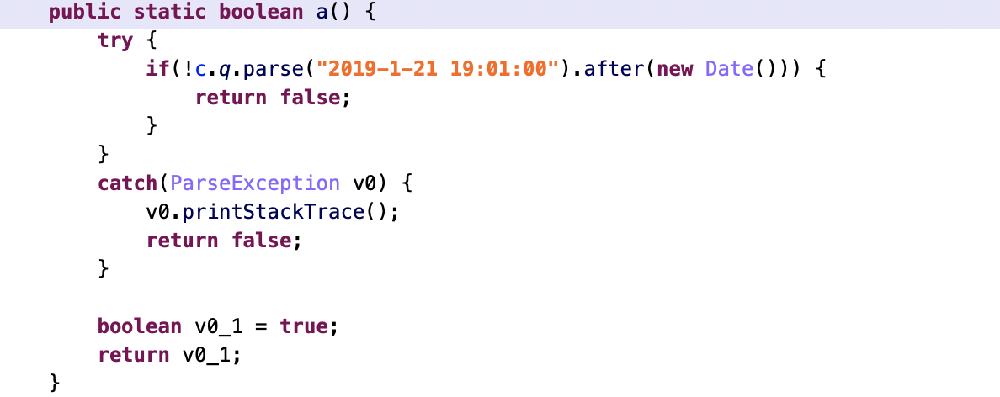 public static boolean a() {
try {
if(!c.q.parse("2019-1-21 19:01:00").after(new Date())) {
return false;
}
}
catch(ParseException v0) {
v0.printStackTrace();
return false;
}
boolean v0_1 = true;
return v0_1;
}